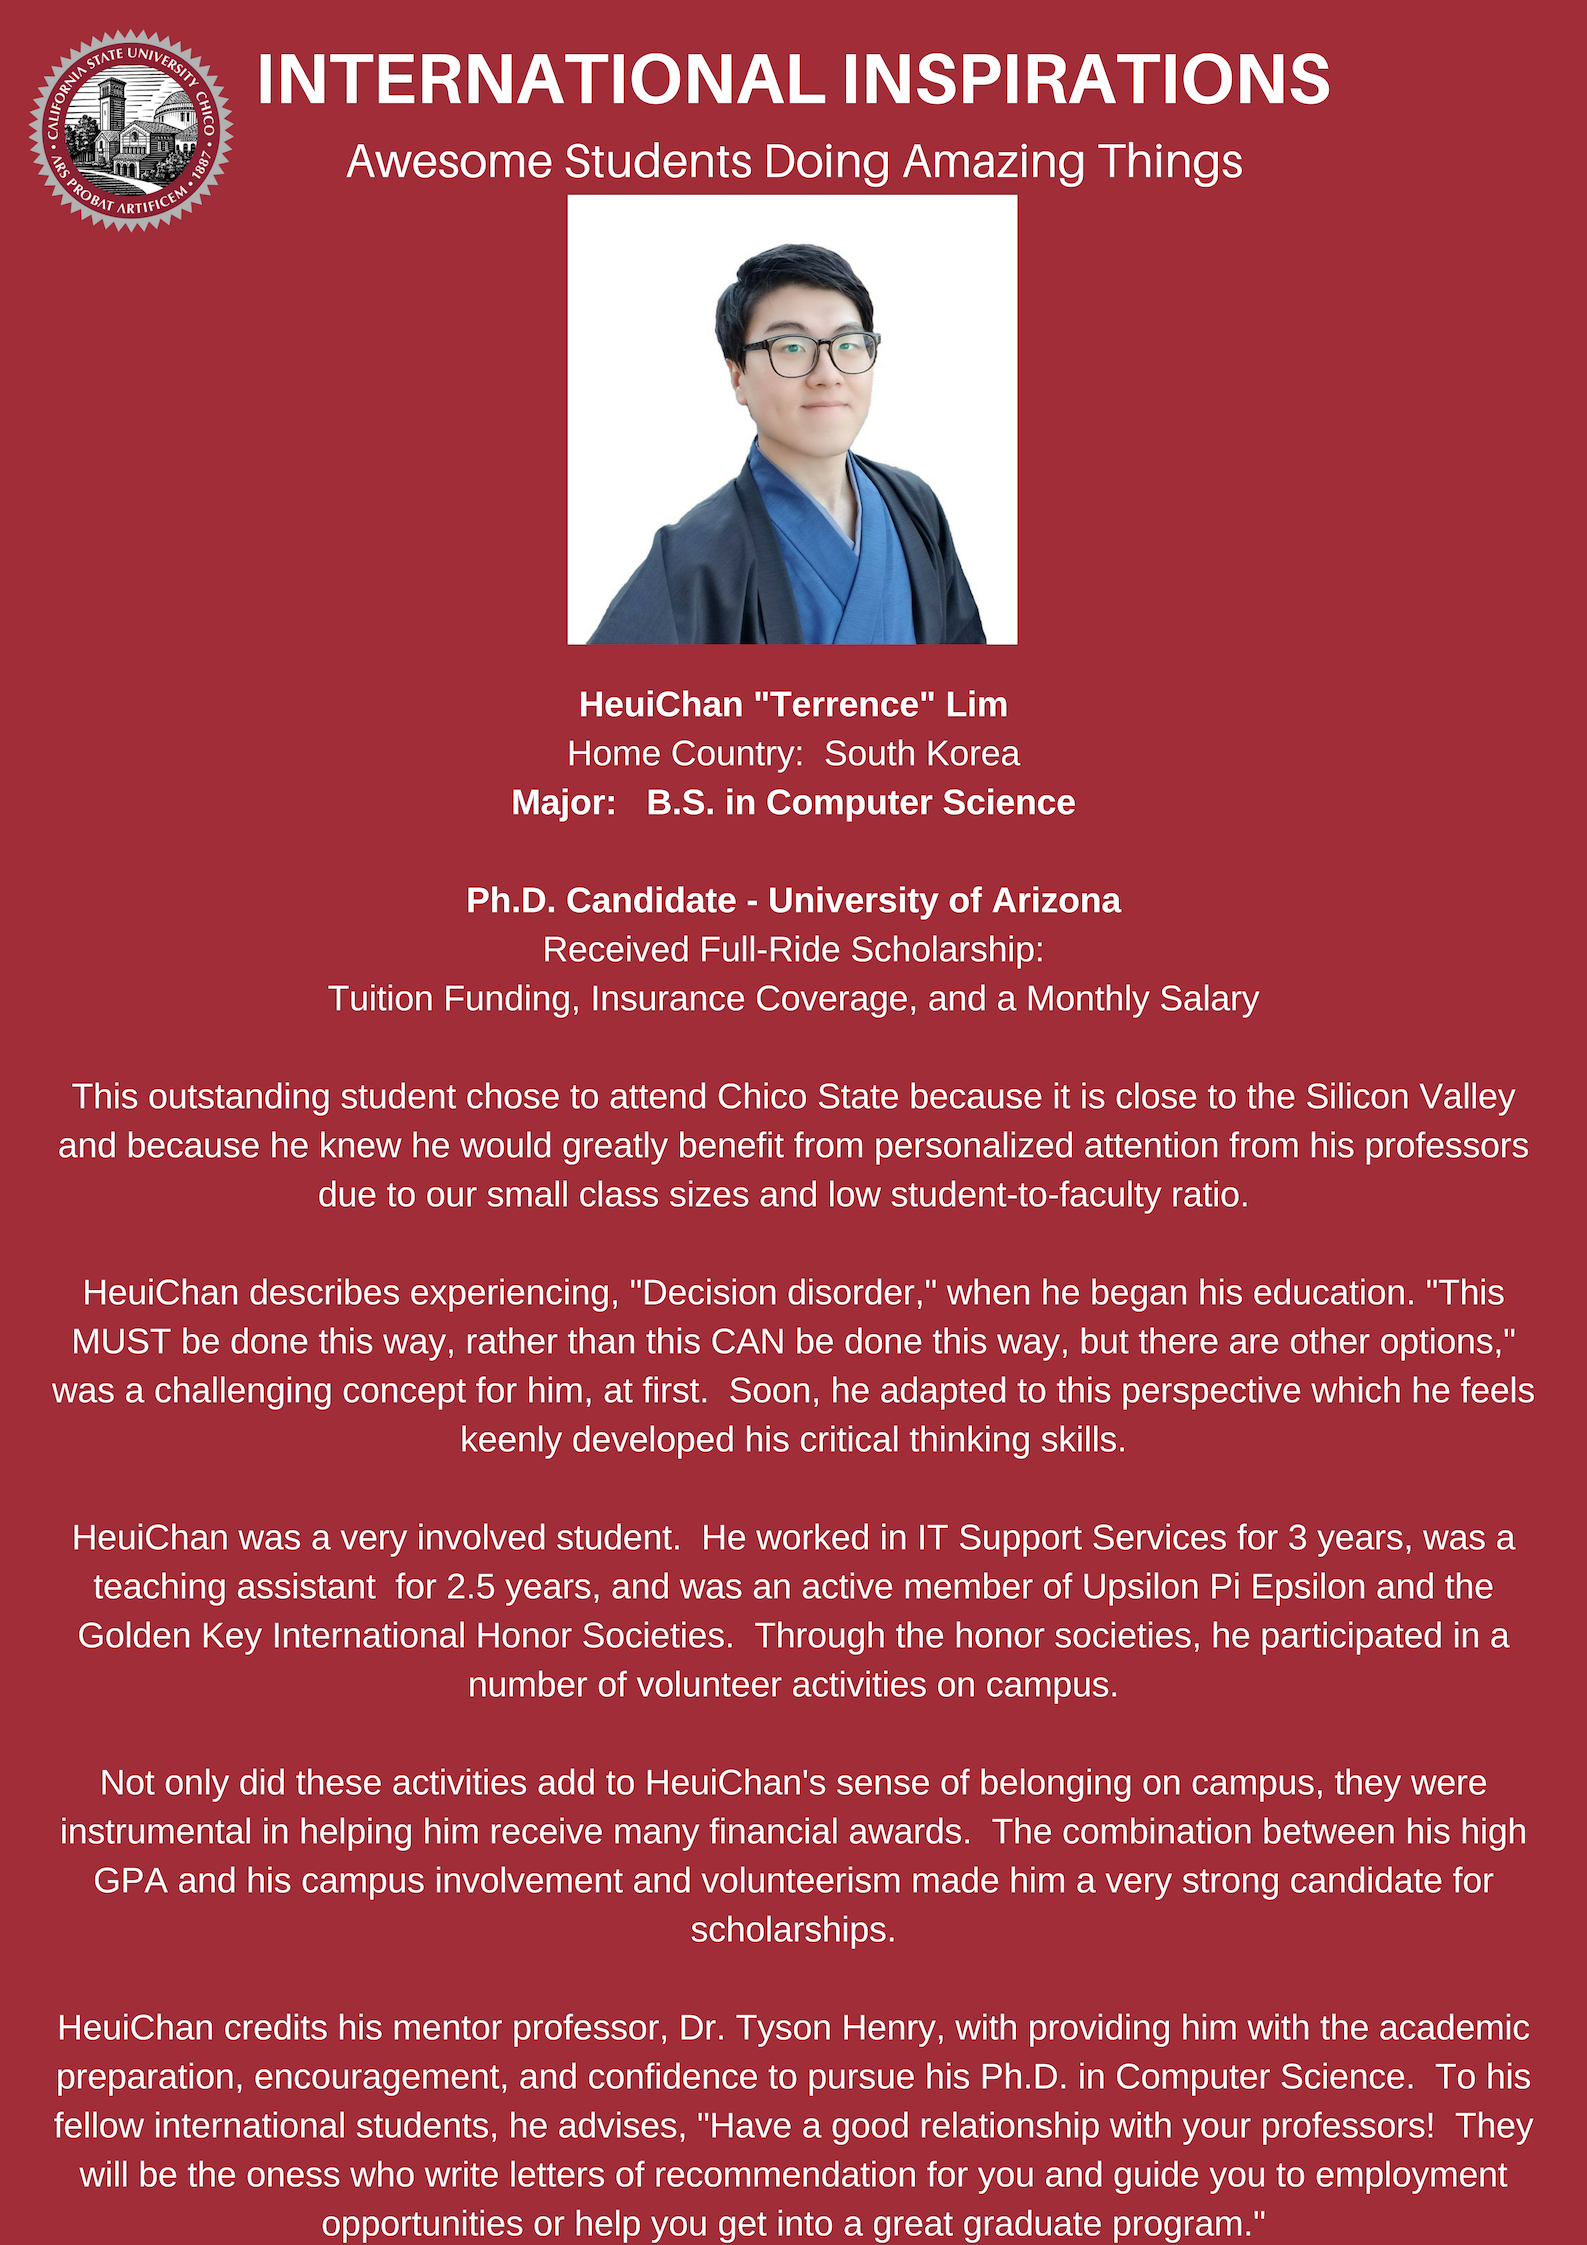 CALIFORNIA STATE UNIVERSITY CHICO
ARS PROBAT ARTIFICEM • 1887 •
INTERNATIONAL INSPIRATIONS
Awesome Students Doing Amazing Things
HeuiChan "Terrence" Lim
Home Country:  South Korea
Major:   B.S. in Computer Science
Ph.D. Candidate - University of Arizona
Received Full-Ride Scholarship:
Tuition Funding, Insurance Coverage, and a Monthly Salary
This outstanding student chose to attend Chico State because it is close to the Silicon Valley
and because he knew he would greatly benefit from personalized attention from his professors
due to our small class sizes and low student-to-faculty ratio.
HeuiChan describes experiencing, "Decision disorder," when he began his education. "This
MUST be done this way, rather than this CAN be done this way, but there are other options,"
was a challenging concept for him, at first.  Soon, he adapted to this perspective which he feels
keenly developed his critical thinking skills.
HeuiChan was a very involved student.  He worked in IT Support Services for 3 years, was a
teaching assistant  for 2.5 years, and was an active member of Upsilon Pi Epsilon and the
Golden Key International Honor Societies.  Through the honor societies, he participated in a
number of volunteer activities on campus.
Not only did these activities add to HeuiChan's sense of belonging on campus, they were
instrumental in helping him receive many financial awards.  The combination between his high
GPA and his campus involvement and volunteerism made him a very strong candidate for
scholarships.
HeuiChan credits his mentor professor, Dr. Tyson Henry, with providing him with the academic
preparation, encouragement, and confidence to pursue his Ph.D. in Computer Science.  To his
fellow international students, he advises, "Have a good relationship with your professors!  They
will be the oness who write letters of recommendation for you and guide you to employment
opportunities or help you get into a great graduate program."